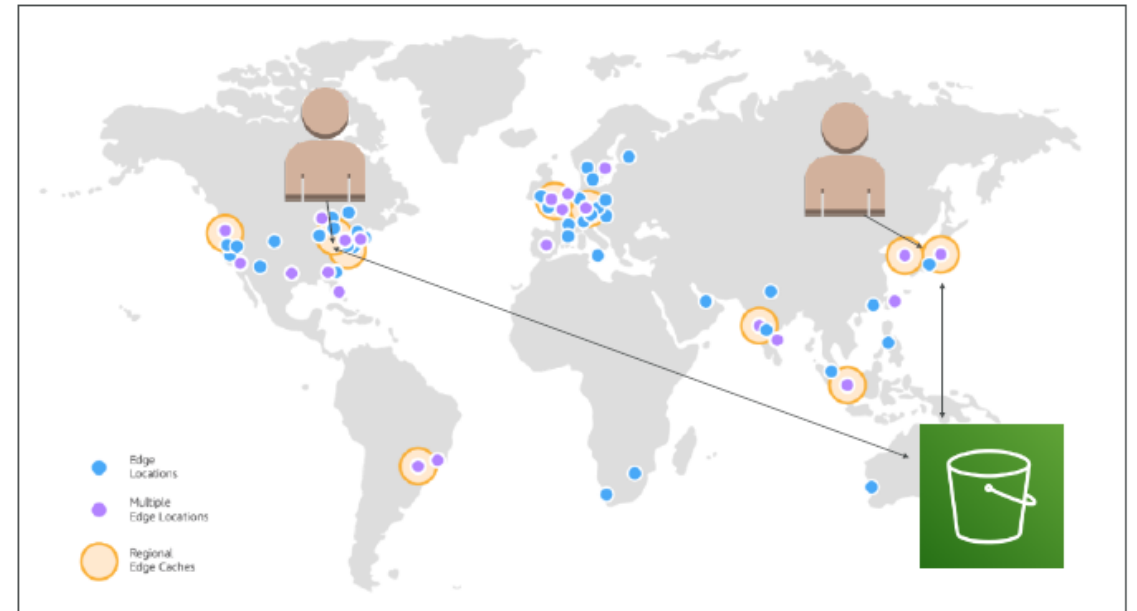 Edge
Locations
Multiple
Edge Locations
Regional
Edge Caches